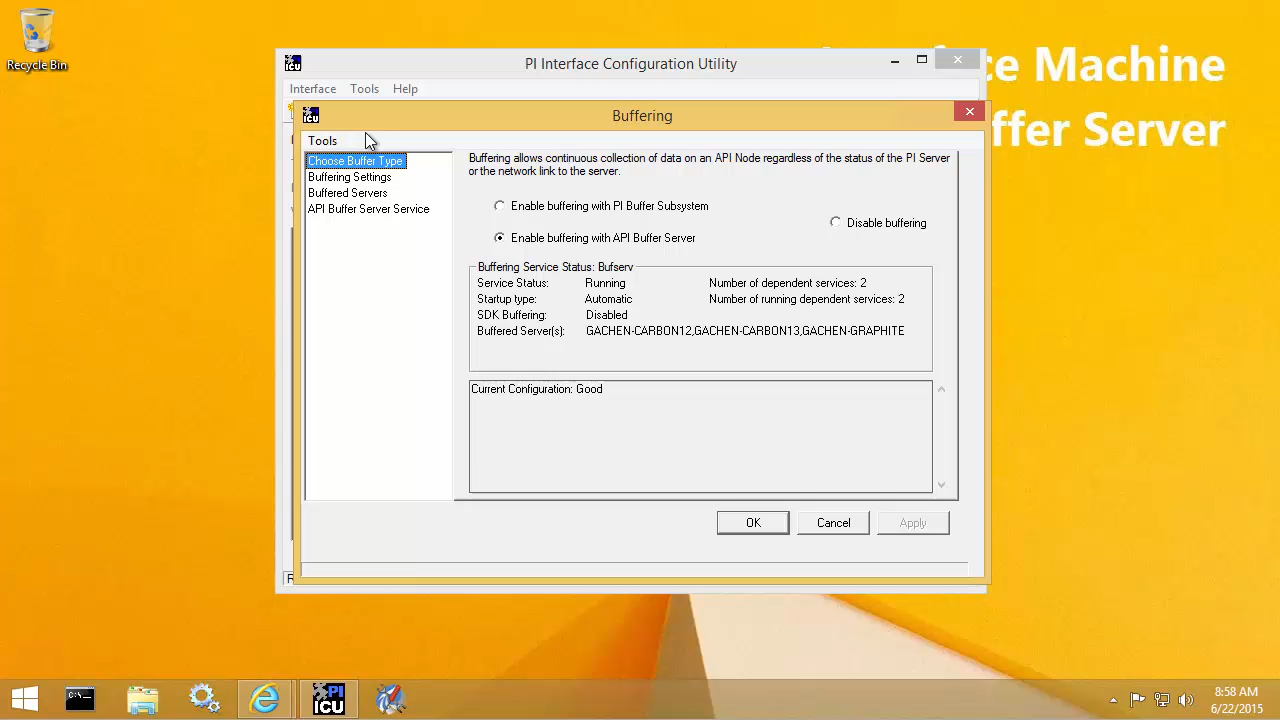 Recycle Bin
ce Machine
ffer Server
PI Interface Configuration Utility
Interface Tools Help
Buffering
Tools
Choose Buffer Type
Buffering Settings
Buffered Servers
API Buffer Server Service
Buffering allows continuous collection of data on an API Node regardless of the status of the PI Server
or the network link to the server.
Enable buffering with PI Buffer Subsystem
Disable buffering
Enable buffering with API Buffer Server
Buffering Service Status: Bufserv
Service Status: Running Number of dependent services: 2
Startup type: Automatic Number of running dependent services: 2
SDK Buffering: Disabled
Buffered Server(s): GACHEN-CARBON12,GACHEN-CARBON13,GACHEN-GRAPHITE
Current Configuration: Good
OK Cancel Apply
PI
ICU
8:58 AM
6/22/2015